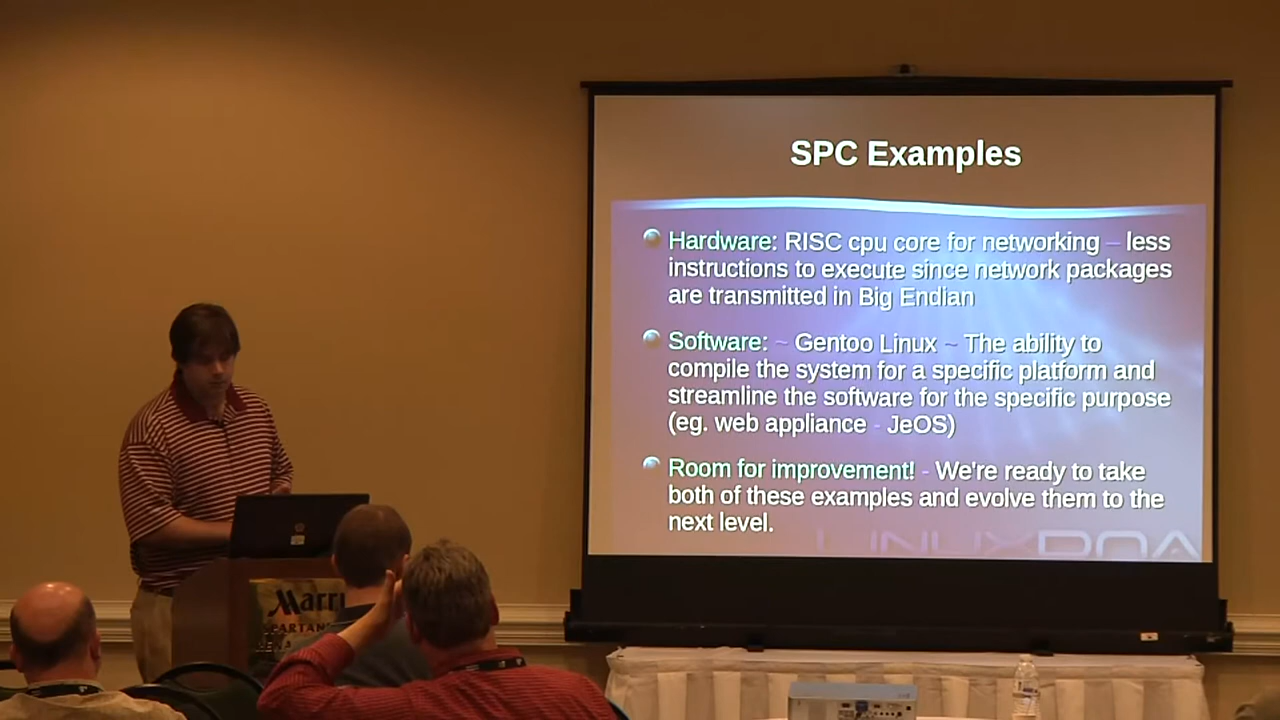 SPC Examples
Hardware: RISC cpu core for networking – less
instructions to execute since network packages
are transmitted in Big Endian
Software: ~ Gentoo Linux ~ The ability to
compile the system for a specific platform and
streamline the software for the specific purpose
(eg. web appliance - JeOS)
Room for improvement! - We're ready to take
both of these examples and evolve them to the
next level.
LINUXDNA
Marri
PARTAN